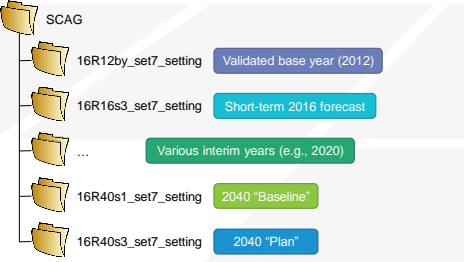 SCAG
16R12by_set7_setting Validated base year (2012)
16R16s3_set7_setting Short-term 2016 forecast
... Various interim years (e.g., 2020)
16R40s1_set7_setting 2040 “Baseline”
16R40s3_set7_setting 2040 “Plan”